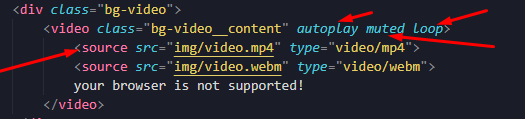 <div class="bg-video">
<video class="bg-video__content" autoplay muted loop>
<source src="img/video.mp4" type="video/mp4">
<source src="img/video.webm" type="video/webm">
your browser is not supported!
</video>
</div>